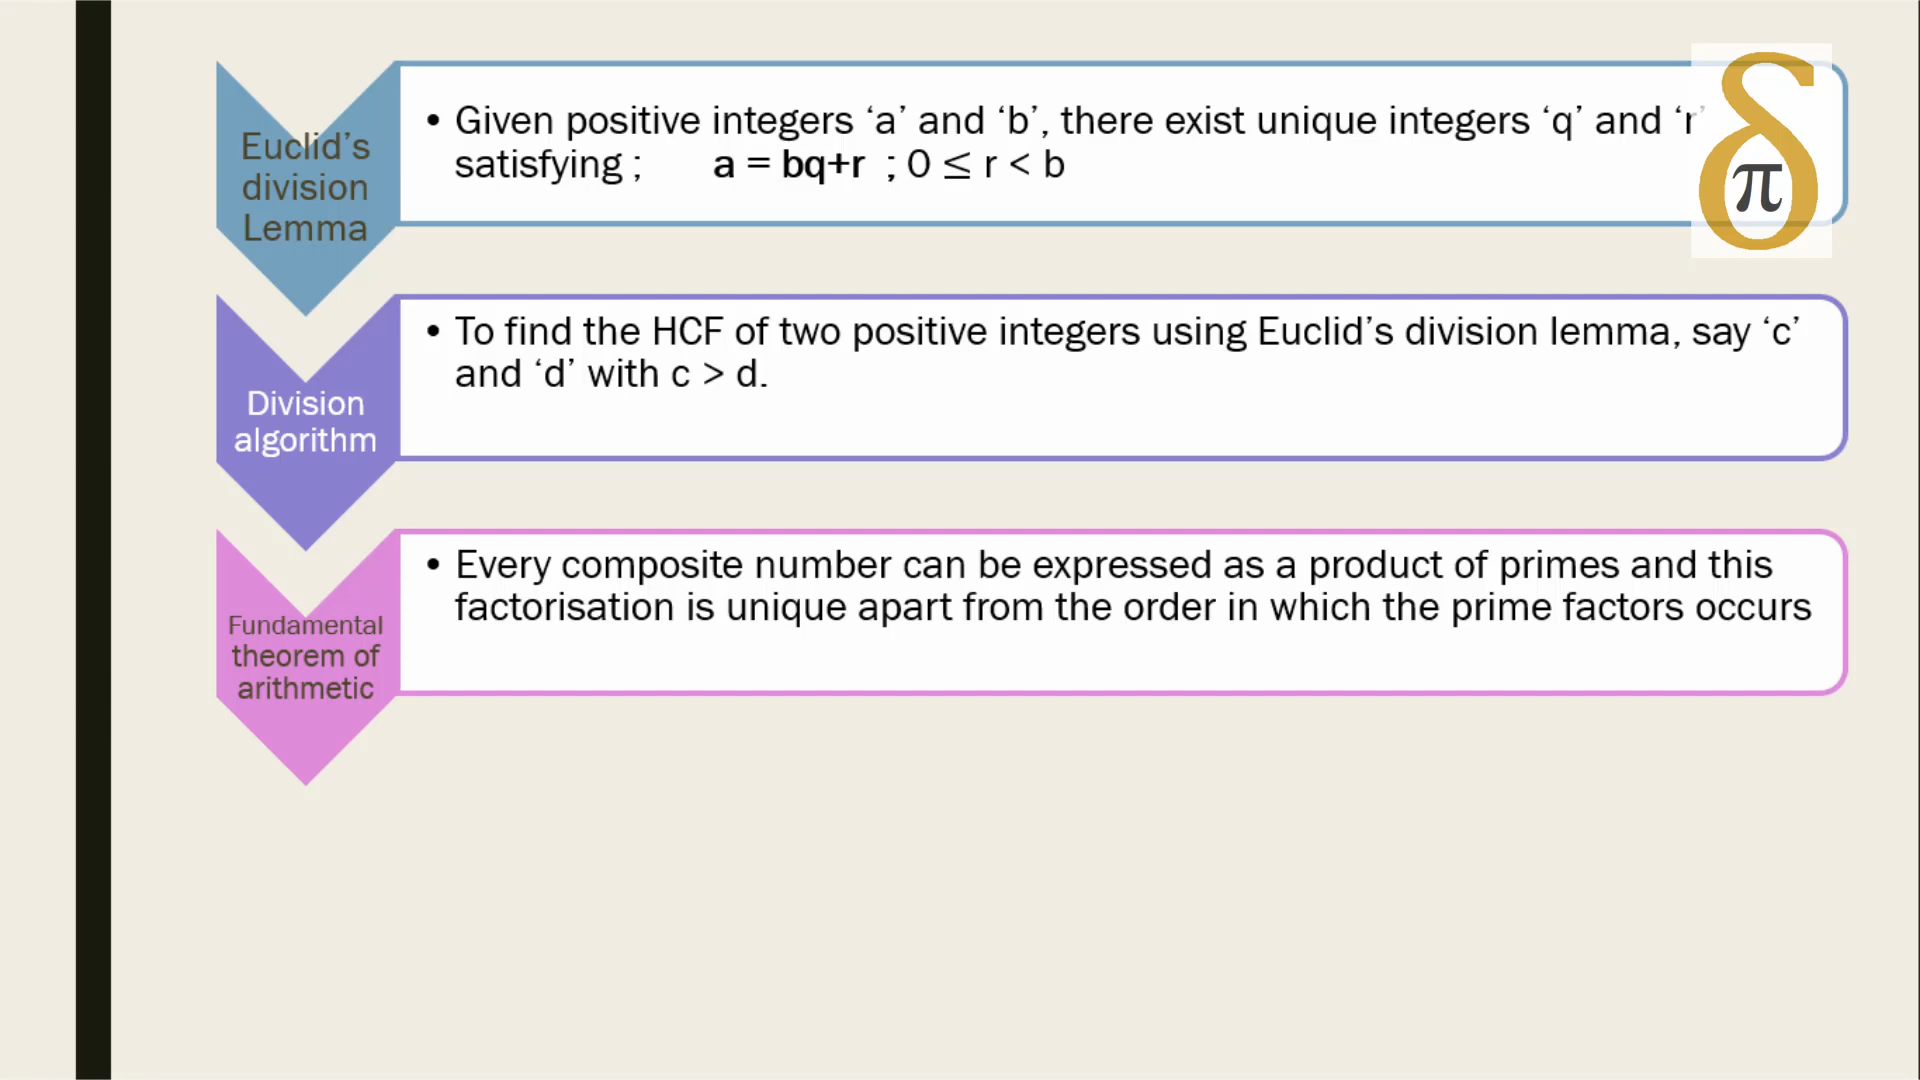 Euclid’s
division
Lemma
• Given positive integers ‘a’ and ‘b’, there exist unique integers ‘q’ and ‘r’
satisfying ; a = bq+r ; 0 ≤ r < b
δ
π
Division
algorithm
• To find the HCF of two positive integers using Euclid’s division lemma, say ‘c’
and ‘d’ with c > d.
Fundamental
theorem of
arithmetic
• Every composite number can be expressed as a product of primes and this
factorisation is unique apart from the order in which the prime factors occurs